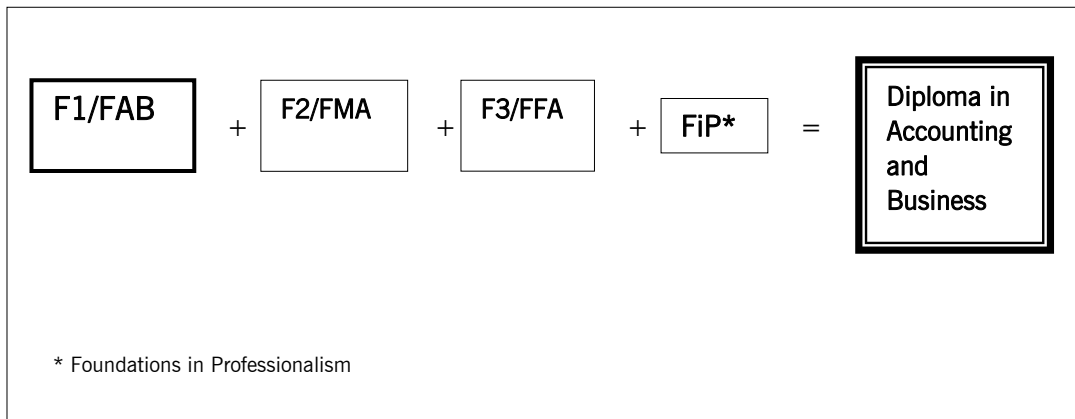 F1/FAB + F2/FMA + F3/FFA + FiP* = Diploma in
Accounting
and
Business
* Foundations in Professionalism